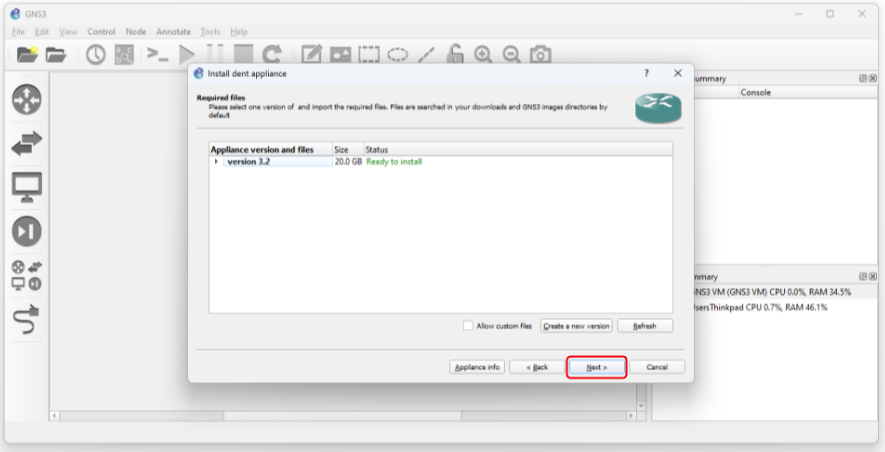 GNS3
File Edit View Control Node Annotate Tools Help
Install dent appliance
?
Required files
Please select one version of and import the required files. Files are searched in your downloads and GNS3 images directories by
default
Appliance version and files Size Status
version 3.2 20.0 GB Ready to install
Allow custom files Create a new version Refresh
Appliance info < Back Next > Cancel
ummary
Console
mmary
NS3 VM (GNS3 VM) CPU 0.0%, RAM 34.5%
sersThinkpad CPU 0.7%, RAM 46.1%